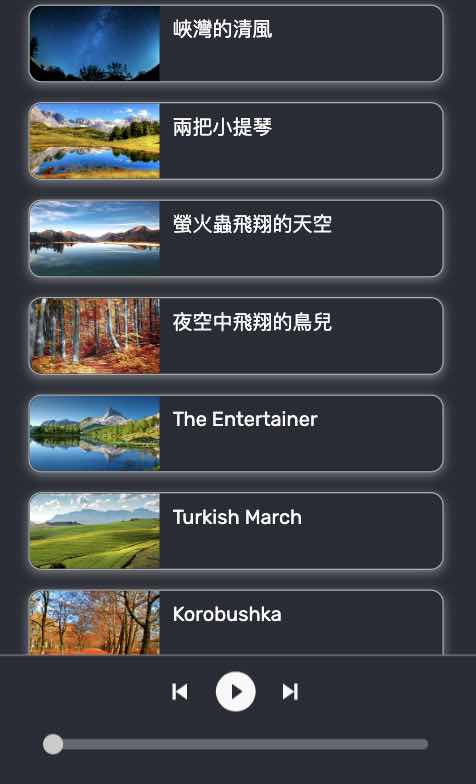 峽灣的清風
兩把小提琴
螢火蟲飛翔的天空
夜空中飛翔的鳥兒
The Entertainer
Turkish March
Korobushka